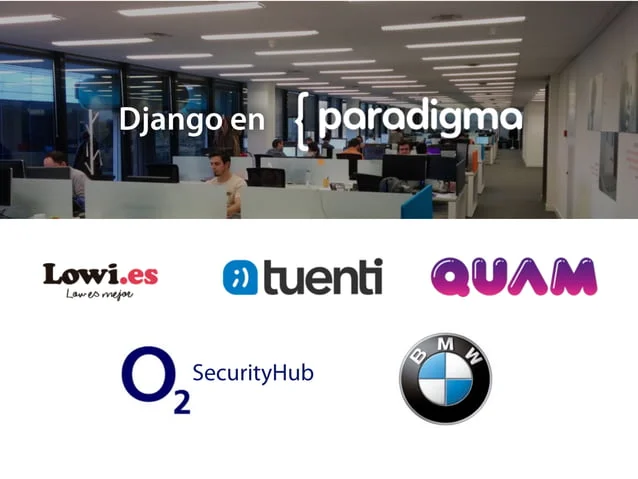 Django en { paradigma
Lowi.es
Low es mejor
;) tuenti
QUAM
O2 SecurityHub
BMW